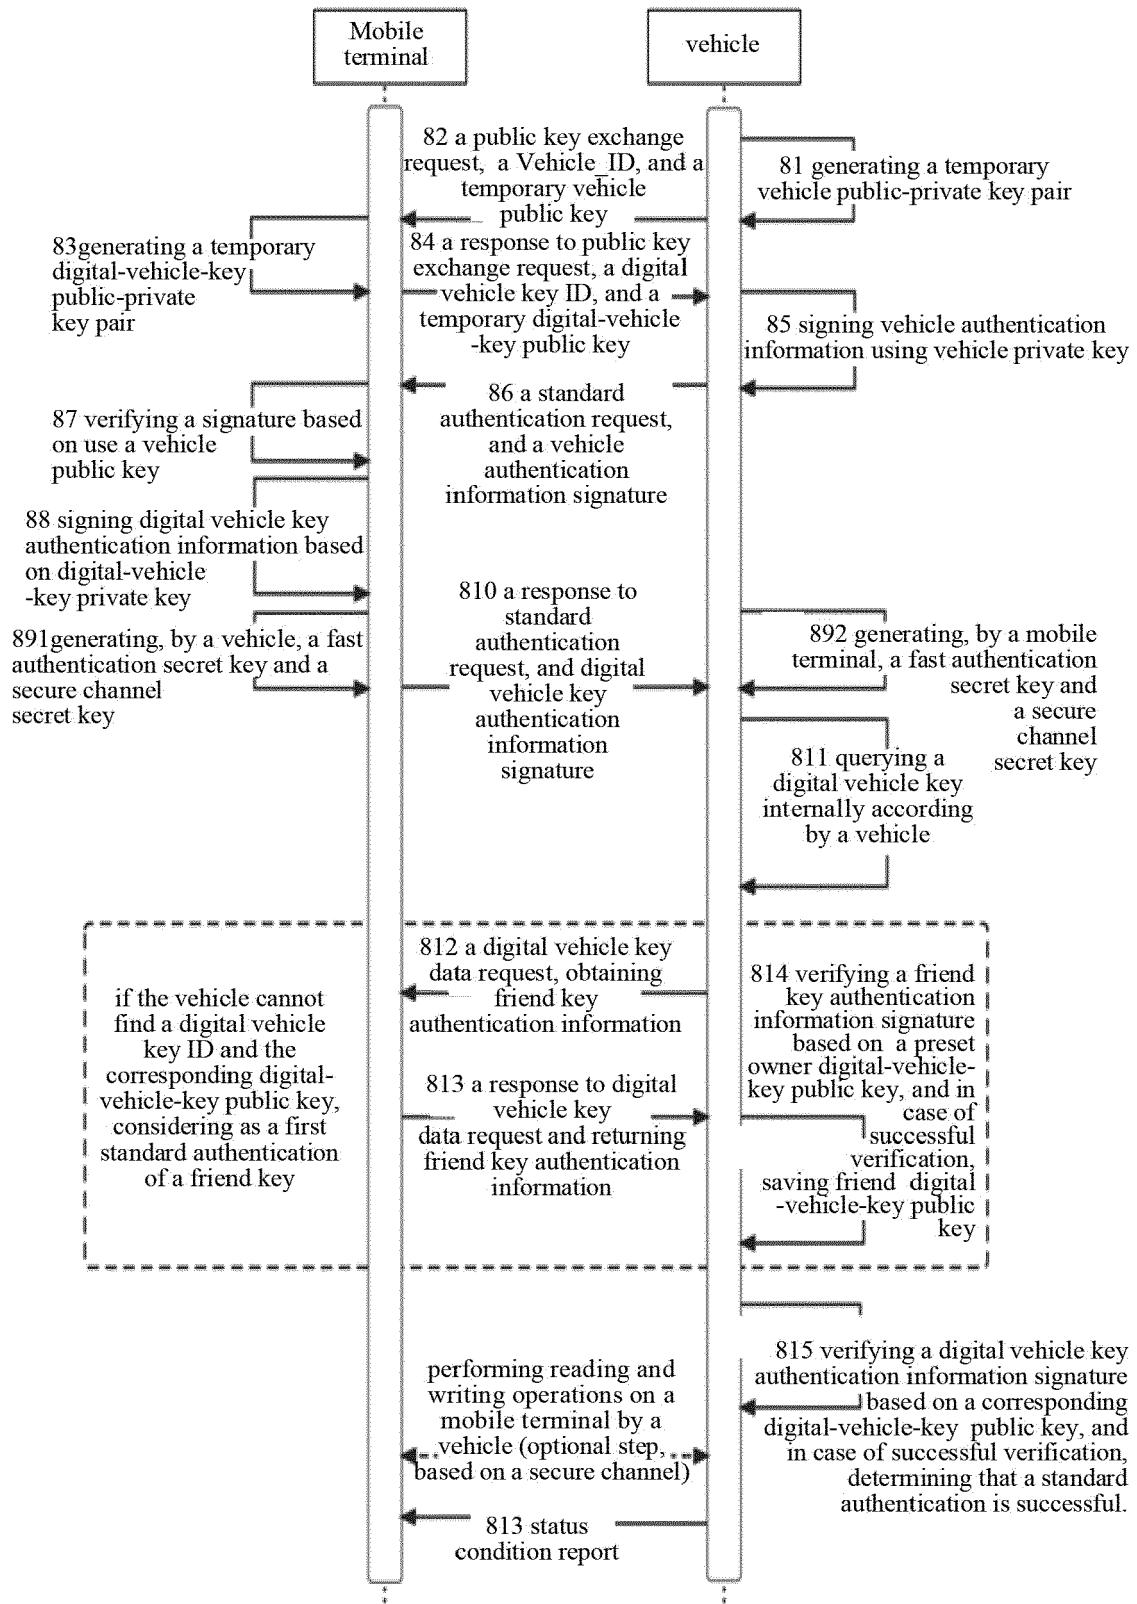 Mobile
terminal
vehicle
82 a public key exchange
request, a Vehicle_ID, and a
temporary vehicle
public key
81 generating a temporary
vehicle public-private key pair
83generating a temporary
digital-vehicle-key
public-private
key pair
84 a response to public key
exchange request, a digital
vehicle key ID, and a
temporary digital-vehicle
-key public key
85 signing vehicle authentication
information using vehicle private key
86 a standard
authentication request,
and a vehicle
authentication
information signature
87 verifying a signature based
on use a vehicle
public key
88 signing digital vehicle key
authentication information based
on digital-vehicle
-key private key
810 a response to
standard
authentication
request, and digital
vehicle key
authentication
information
signature
891generating, by a vehicle, a fast
authentication secret key and a
secure channel
secret key
892 generating, by a mobile
terminal, a fast authentication
secret key and
a secure
channel
secret key
811 querying a
digital vehicle key
internally according
by a vehicle
812 a digital vehicle key
data request, obtaining
friend key
authentication information
if the vehicle cannot
find a digital vehicle
key ID and the
corresponding digital-
vehicle-key public key,
considering as a first
standard authentication
of a friend key
813 a response to digital
vehicle key
data request and returning
friend key authentication
information
814 verifying a friend
key authentication
information signature
based on a preset
owner digital-vehicle-
key public key, and in
case of
successful
verification,
saving friend digital
-vehicle-key public
key
815 verifying a digital vehicle key
authentication information signature
based on a corresponding
digital-vehicle-key public key, and
in case of successful verification,
determining that a standard
authentication is successful.
performing reading and
writing operations on a
mobile terminal by a
vehicle (optional step,
based on a secure channel)
813 status
condition report